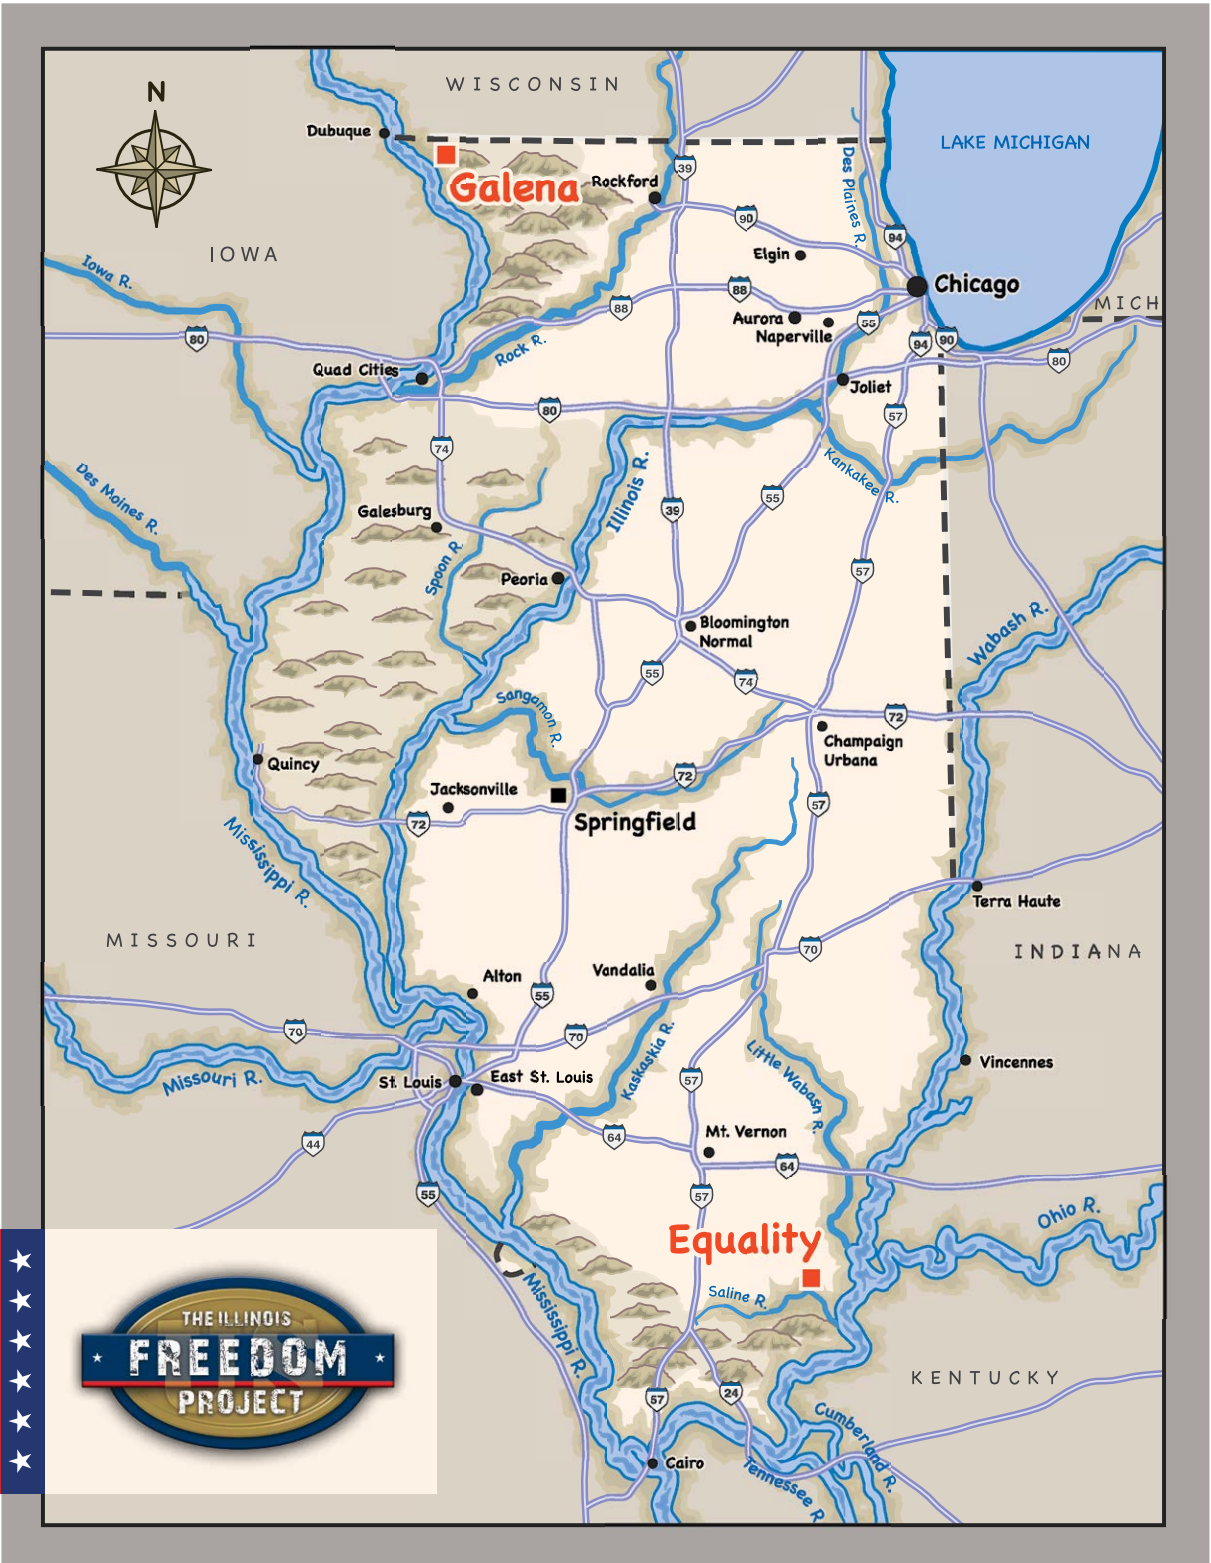 WISCONSIN
N
Dubuque
LAKE MICHIGAN
Des Plaines R.
39
Galena
Rockford
90
94
IOWA
Elgin
Iowa R.
Chicago
88
88
MICH
Aurora
55
Naperville
80
Rock R.
94
90
80
Quad Cities
Joliet
80
57
74
Kankakee R.
Des Moines R.
Illinois R.
55
Galesburg
39
Spoon R.
57
Peoria
Wabash R.
Bloomington
Normal
55
74
Sangamon R.
72
Champaign
Urbana
Quincy
72
Jacksonville
57
72
Springfield
Mississippi R.
Terra Haute
MISSOURI
70
INDIANA
Alton
Vandalia
55
70
70
Kaskaskia R.
Little Wabash R.
Vincennes
Missouri R.
St. Louis
East St. Louis
57
44
64
Mt. Vernon
64
55
57
Ohio R.
Equality
Mississippi R.
Saline R.
THE ILLINOIS
FREEDOM
PROJECT
KENTUCKY
57
24
Cumberland R.
Cairo
Tennessee R